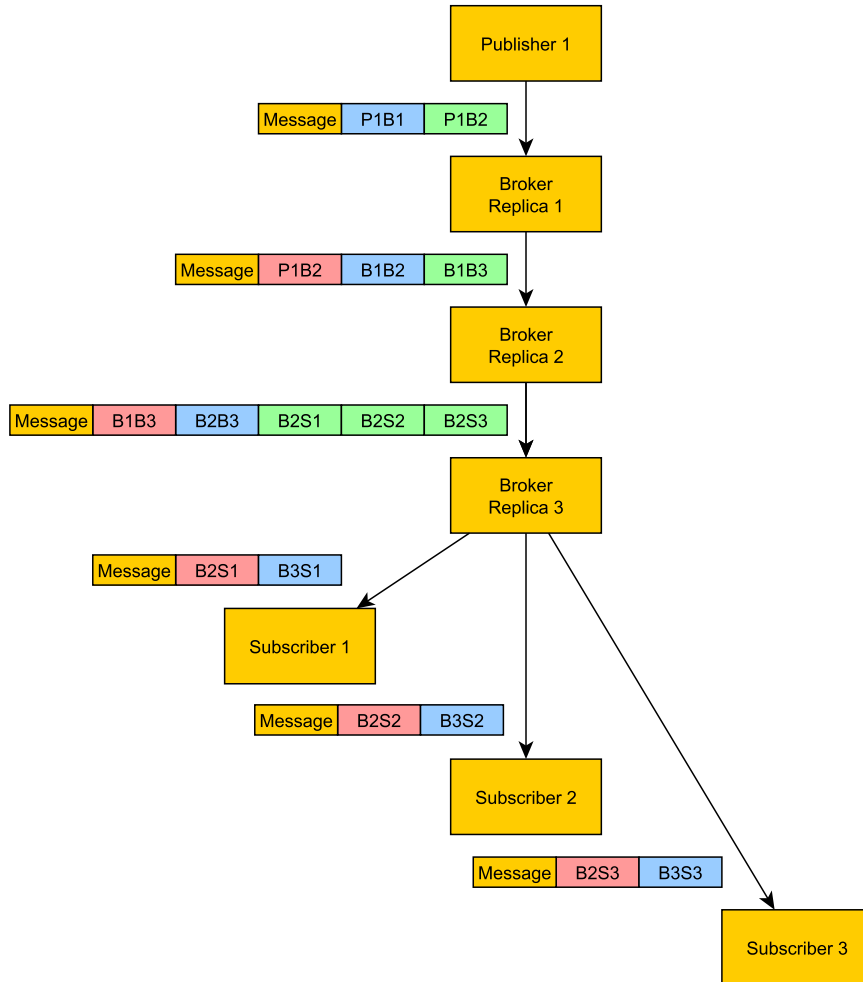 Publisher 1
Message P1B1 P1B2
Broker
Replica 1
Message P1B2 B1B2 B1B3
Broker
Replica 2
Message B1B3 B2B3 B2S1 B2S2 B2S3
Broker
Replica 3
Message B2S1 B3S1
Subscriber 1
Message B2S2 B3S2
Subscriber 2
Message B2S3 B3S3
Subscriber 3